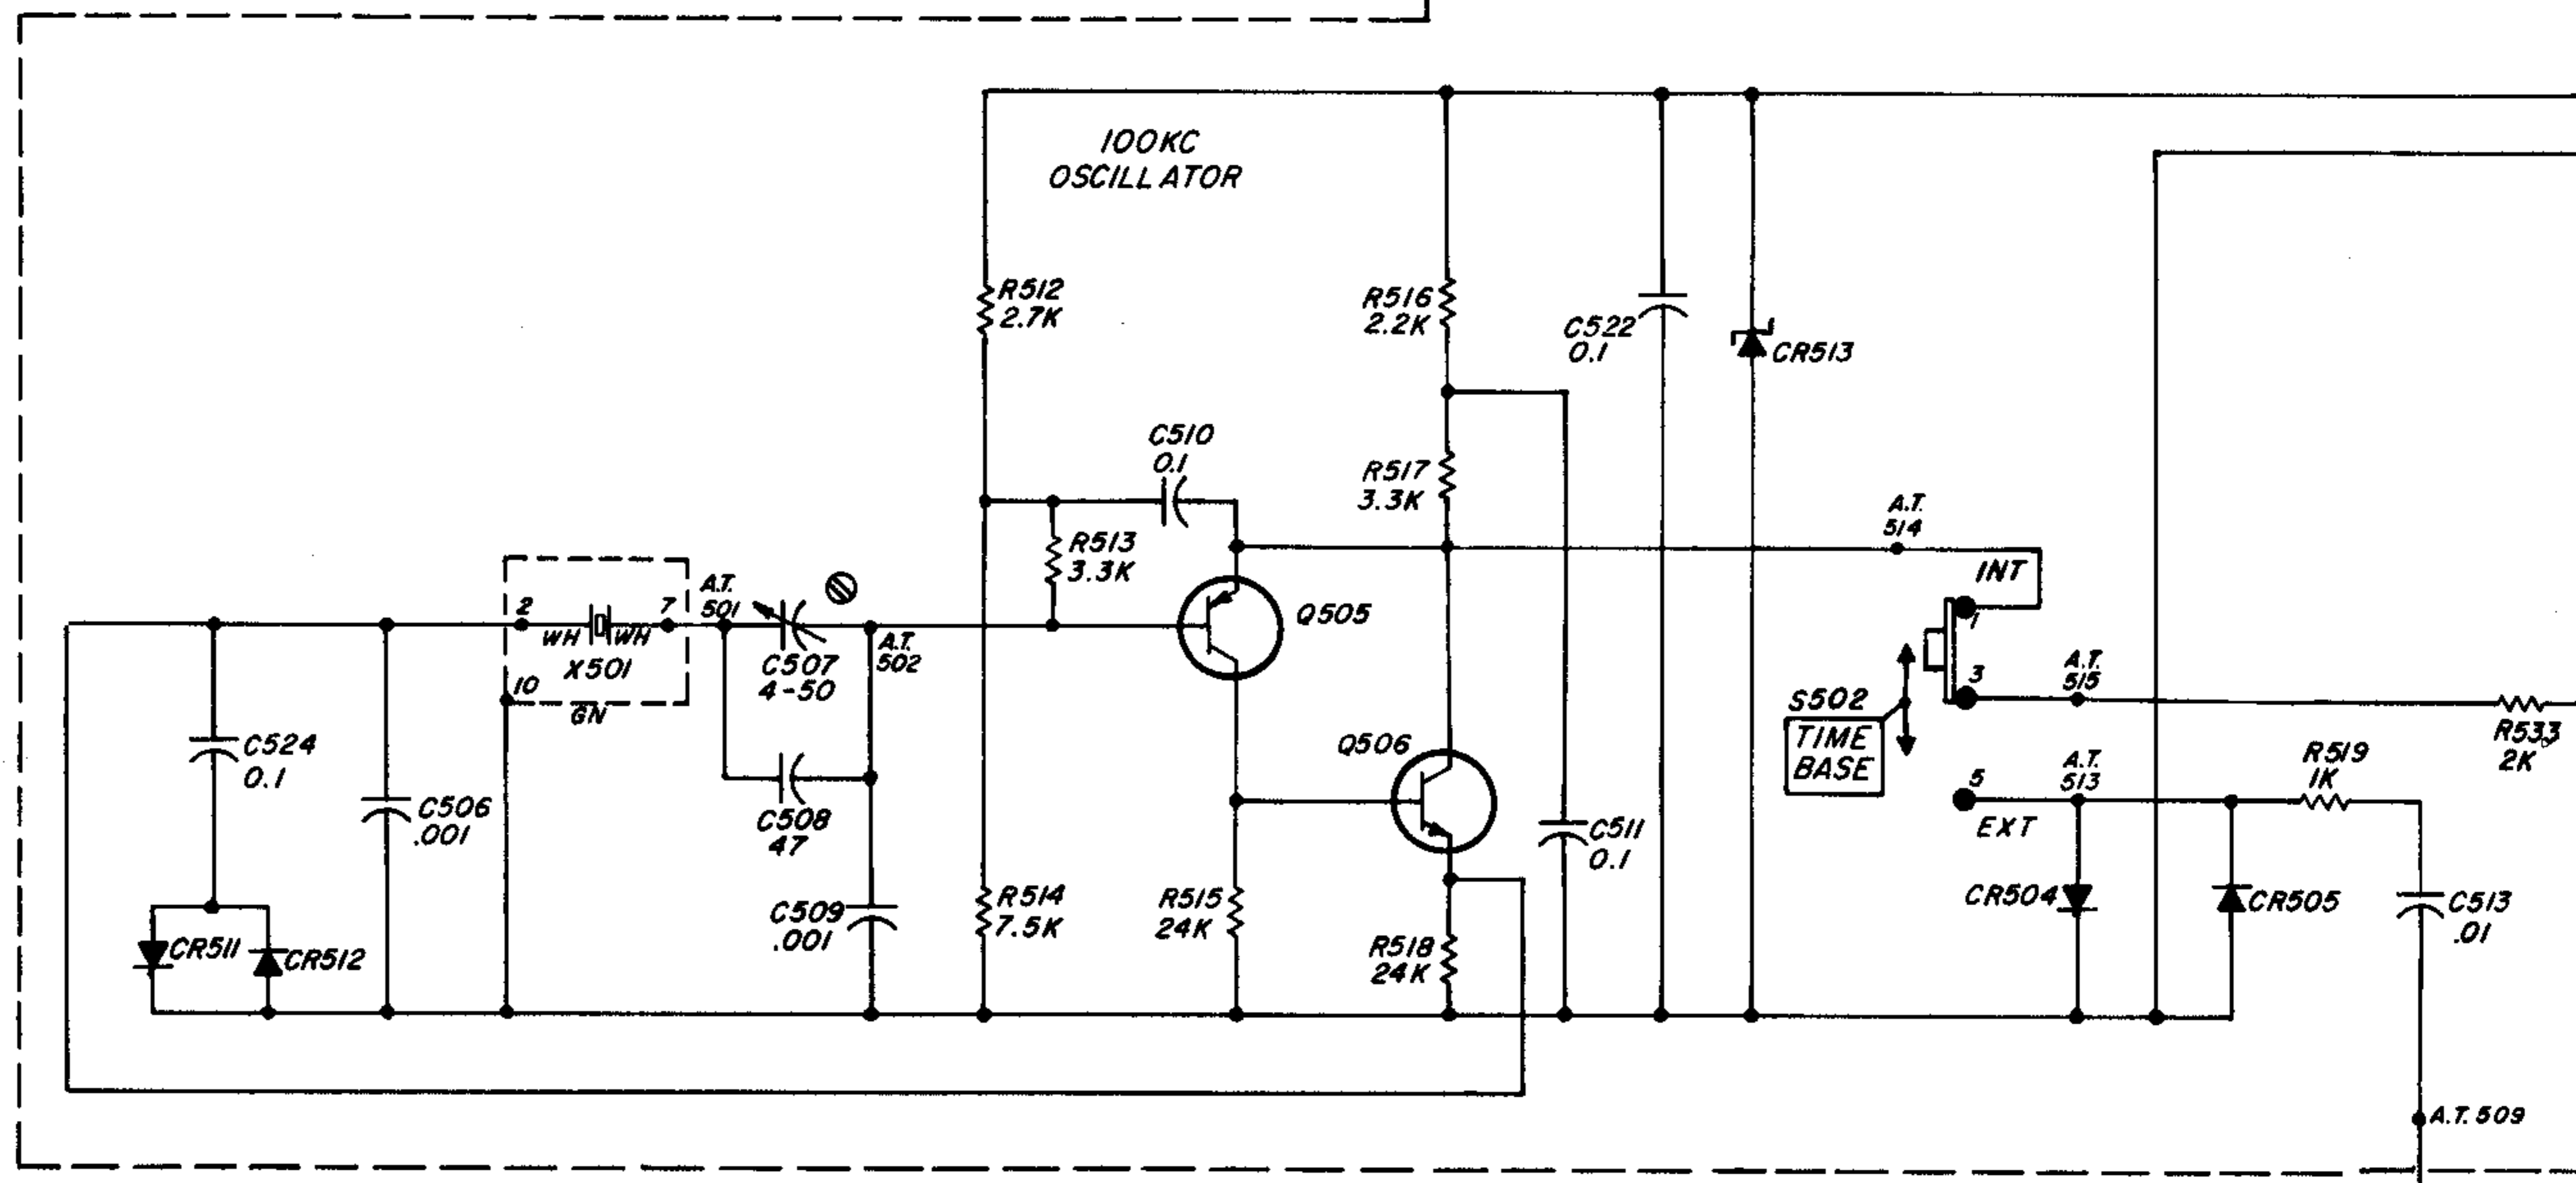 100KC
OSCILLATOR
R512
2.7K
R516
2.2K
C522
0.1
CR513
C510
0.1
R517
3.3K
R513
3.3K
A.T.
514
INT
Q505
2
WH
WH
7
X501
10
GN
A.T.
501
C507
4-50
A.T.
502
1
3
A.T.
515
S502
TIME
BASE
R533
2K
C524
0.1
C506
.001
C508
47
Q506
5
EXT
A.T.
513
R519
1K
C511
0.1
CR511
CR512
C509
.001
R514
7.5K
R515
24K
R518
24K
CR504
CR505
C513
.01
A.T. 509